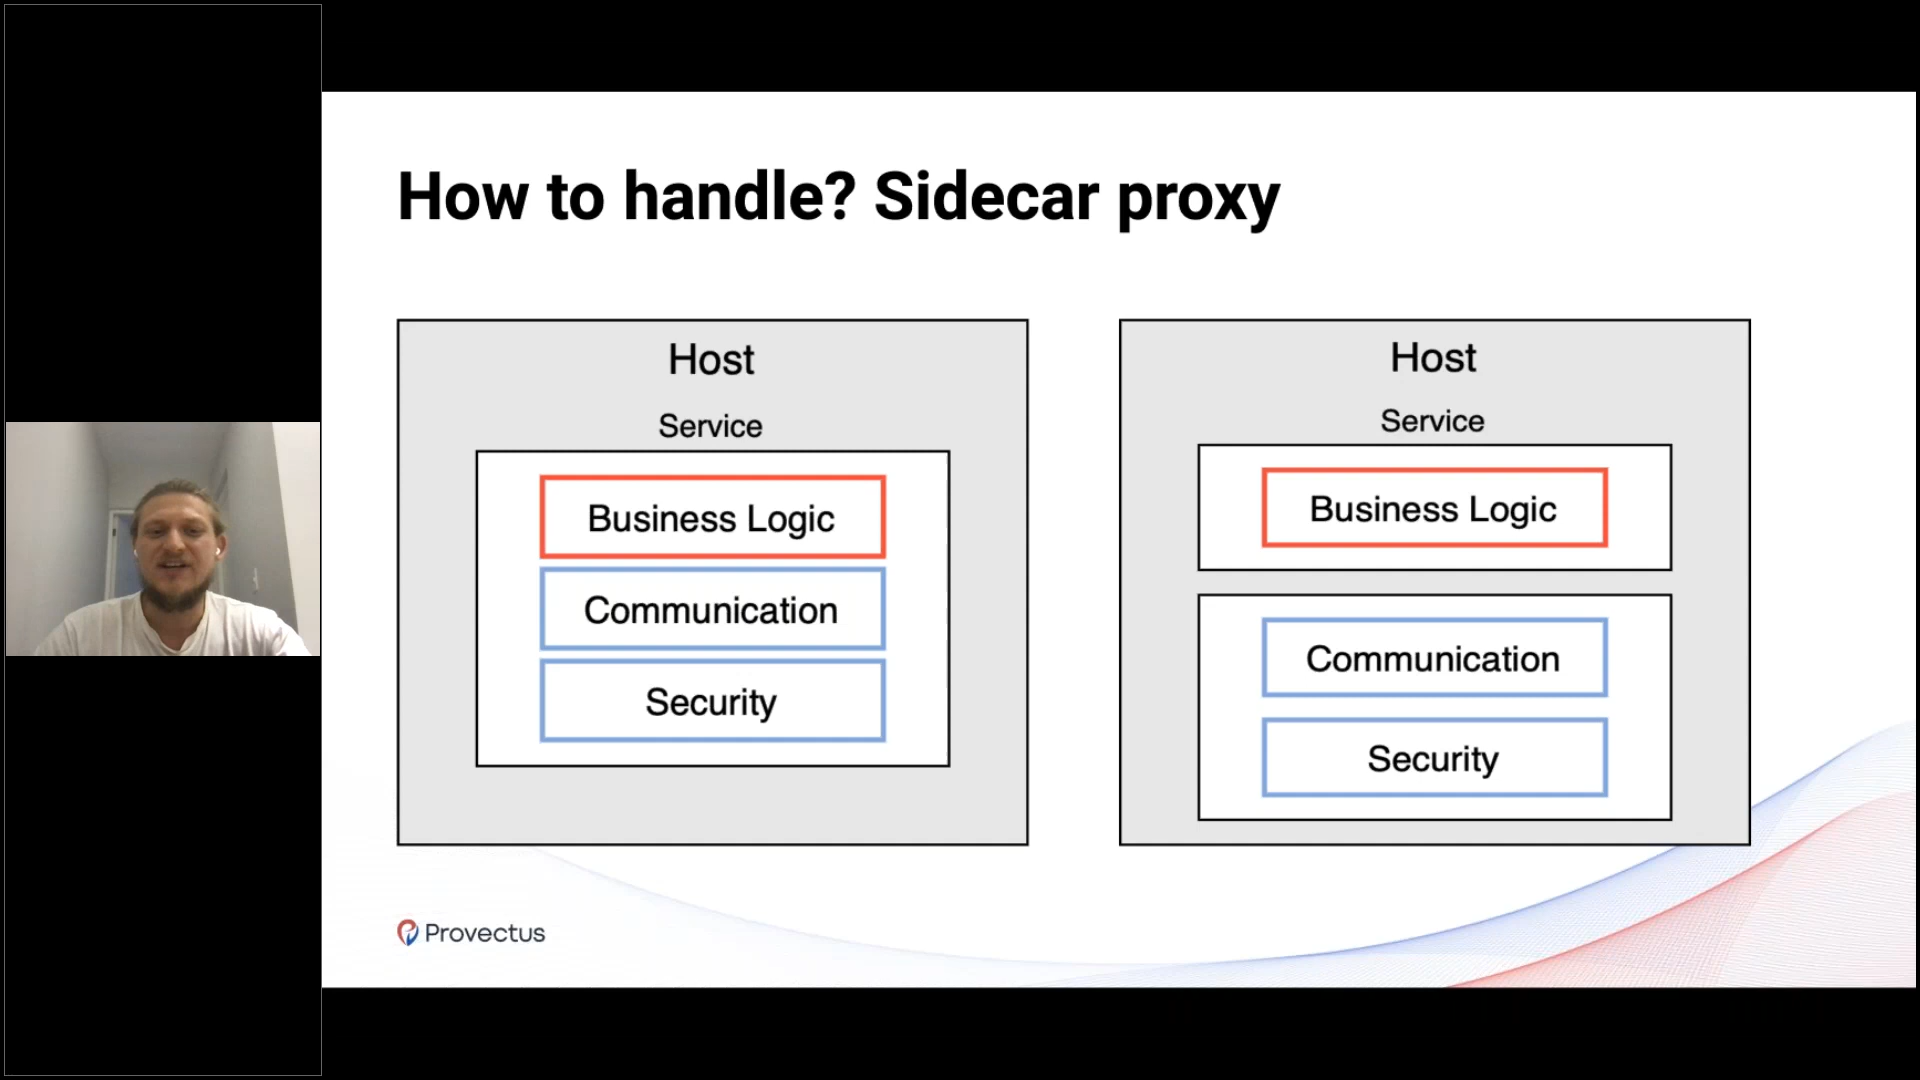 How to handle? Sidecar proxy
Host
Service
Business Logic
Communication
Security
Host
Service
Business Logic
Communication
Security
Provectus